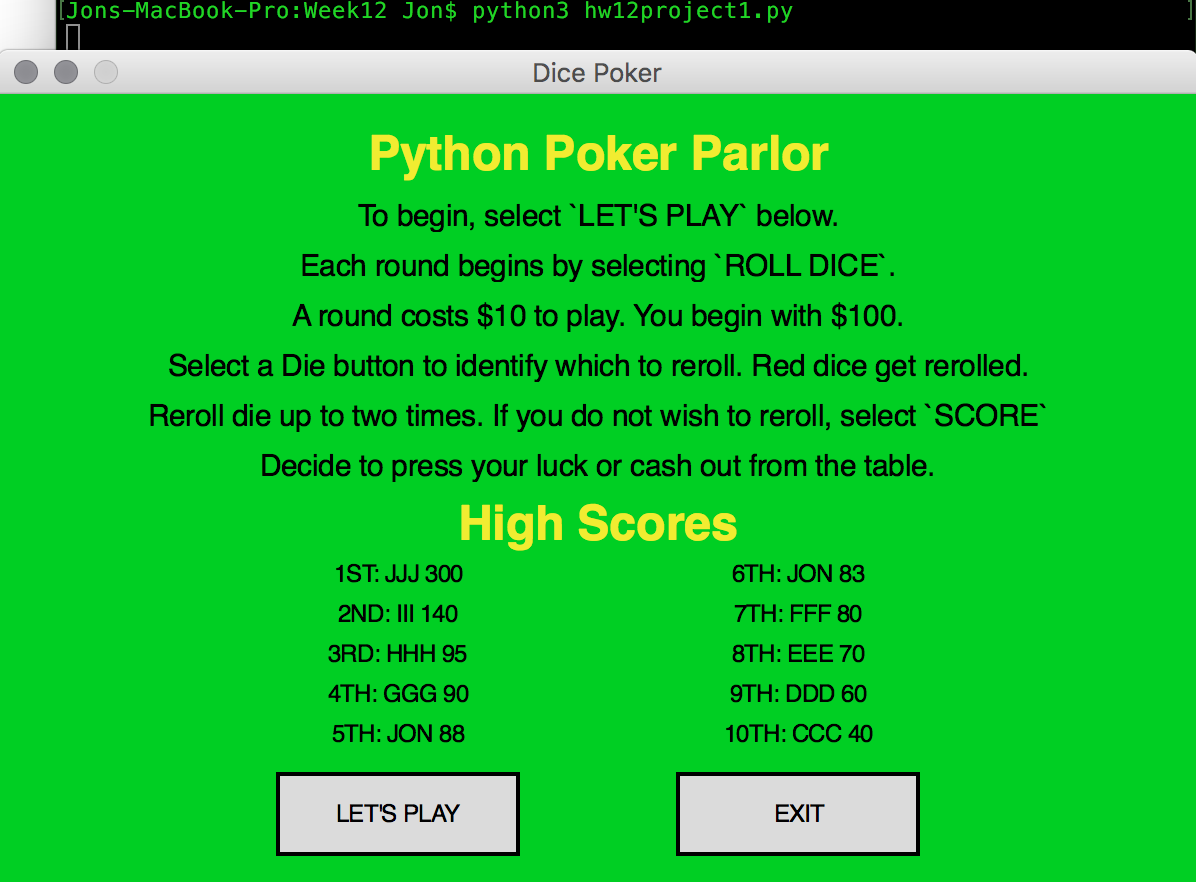 Jons-MacBook-Pro:Week12 Jon$ python3 hw12project1.py
Dice Poker
Python Poker Parlor
To begin, select `LET'S PLAY` below.
Each round begins by selecting `ROLL DICE`.
A round costs $10 to play. You begin with $100.
Select a Die button to identify which to reroll. Red dice get rerolled.
Reroll die up to two times. If you do not wish to reroll, select `SCORE`
Decide to press your luck or cash out from the table.
High Scores
1ST: JJJ 300
2ND: III 140
3RD: HHH 95
4TH: GGG 90
5TH: JON 88
6TH: JON 83
7TH: FFF 80
8TH: EEE 70
9TH: DDD 60
10TH: CCC 40
LET'S PLAY
EXIT